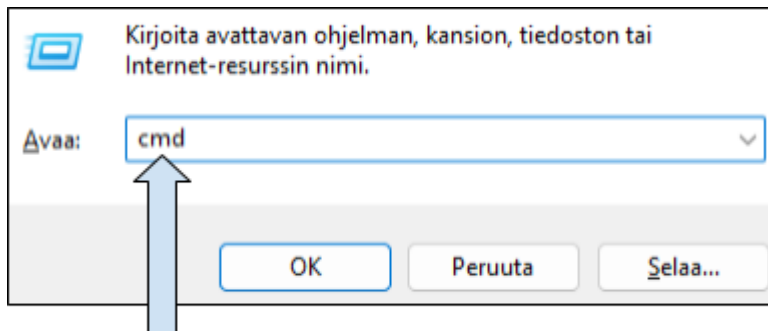 Kirjoita avattavan ohjelman, kansion, tiedoston tai
Internet-resurssin nimi.
Avaa: cmd
OK Peruuta Selaa...